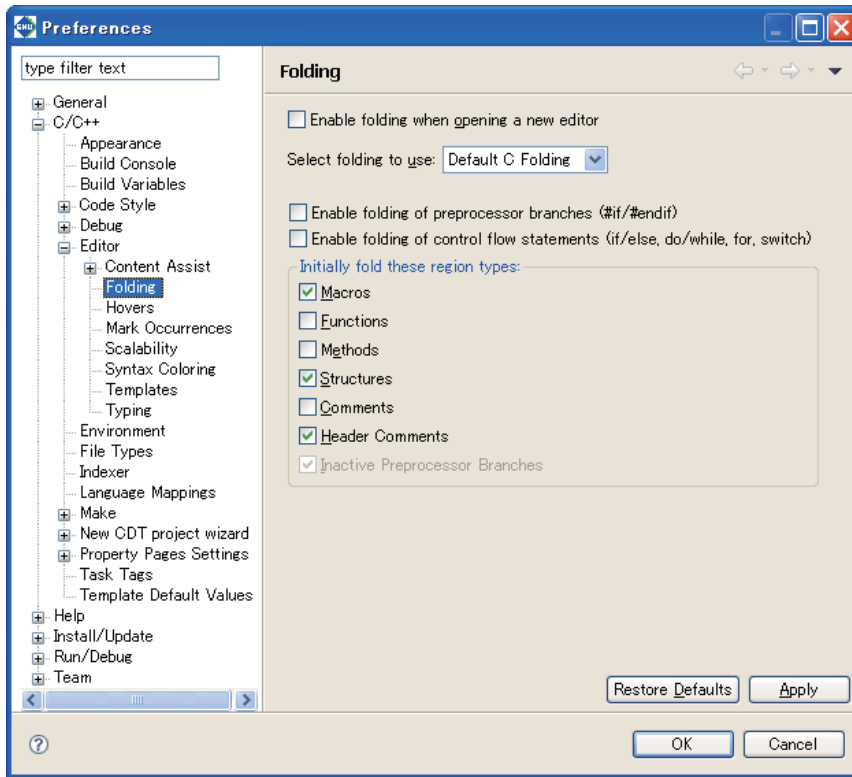 GNU
Preferences
type filter text
General
C/C++
Appearance
Build Console
Build Variables
Code Style
Debug
Editor
Content Assist
Folding
Hovers
Mark Occurrences
Scalability
Syntax Coloring
Templates
Typing
Environment
File Types
Indexer
Language Mappings
Make
New CDT project wizard
Property Pages Settings
Task Tags
Template Default Values
Help
Install/Update
Run/Debug
Team
Folding
Enable folding when opening a new editor
Select folding to use: Default C Folding
Enable folding of preprocessor branches (#if/#endif)
Enable folding of control flow statements (if/else, do/while, for, switch)
Initially fold these region types:
Macros
Functions
Methods
Structures
Comments
Header Comments
Inactive Preprocessor Branches
Restore Defaults
Apply
?
OK
Cancel